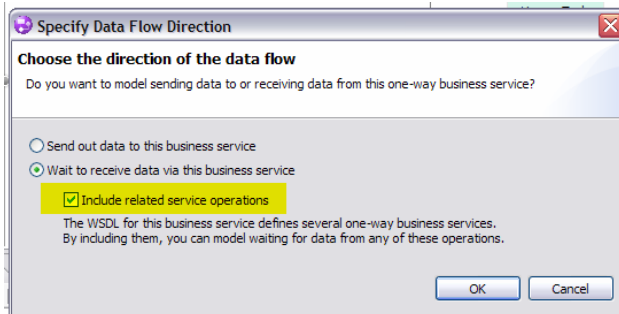 Specify Data Flow Direction
Choose the direction of the data flow
Do you want to model sending data to or receiving data from this one-way business service?
Send out data to this business service
Wait to receive data via this business service
Include related service operations
The WSDL for this business service defines several one-way business services.
By including them, you can model waiting for data from any of these operations.
OK
Cancel